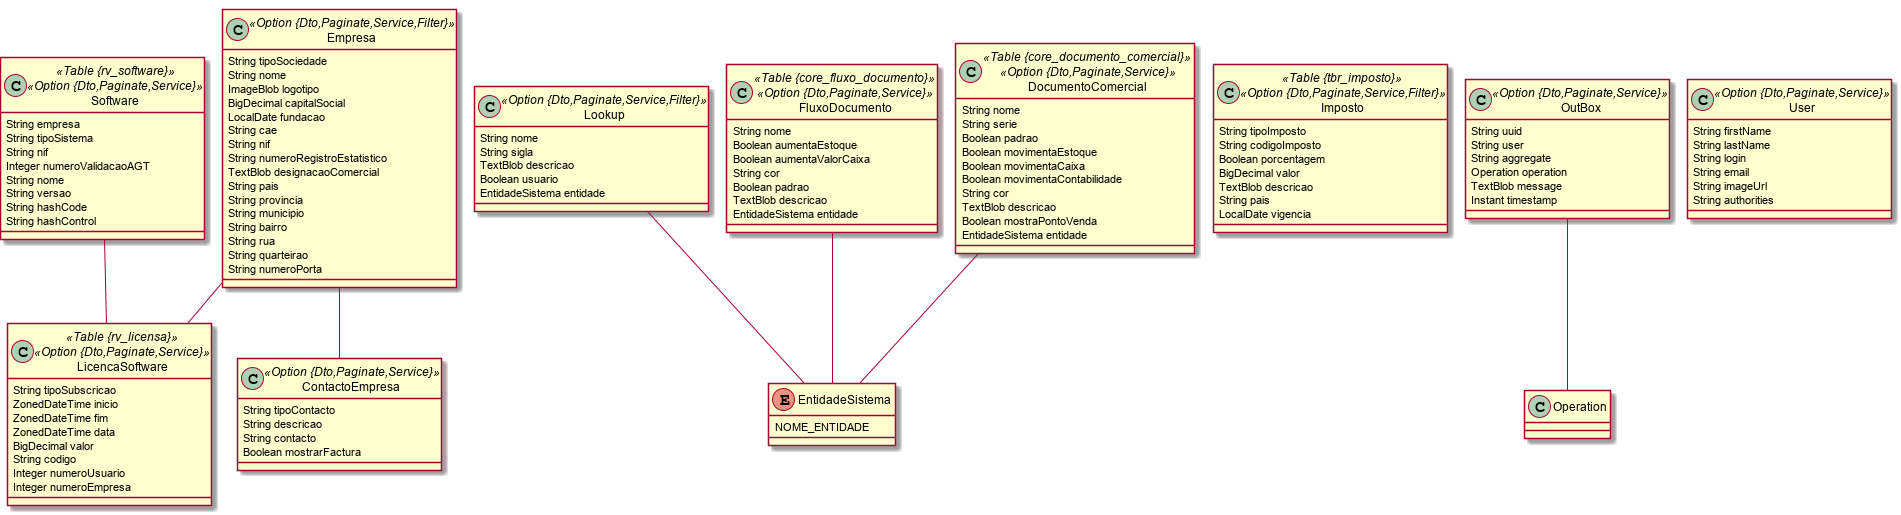 «Table {rv_software}»
«Option {Dto,Paginate,Service}»
C
Software
String empresa
String tipoSistema
String nif
Integer numeroValidacaoAGT
String nome
String versao
String hashCode
String hashControl
«Option {Dto,Paginate,Service,Filter}»
C
Empresa
String tipoSociedade
String nome
ImageBlob logotipo
BigDecimal capitalSocial
LocalDate fundacao
String cae
String nif
String numeroRegistroEstatistico
TextBlob designacaoComercial
String pais
String provincia
String municipio
String bairro
String rua
String quarteirao
String numeroPorta
«Option {Dto,Paginate,Service,Filter}»
C
Lookup
String nome
String sigla
TextBlob descricao
Boolean usuario
EntidadeSistema entidade
«Table {core_fluxo_documento}»
«Option {Dto,Paginate,Service}»
C
FluxoDocumento
String nome
Boolean aumentaEstoque
Boolean aumentaValorCaixa
String cor
Boolean padrao
TextBlob descricao
EntidadeSistema entidade
«Table {core_documento_comercial}»
«Option {Dto,Paginate,Service}»
C
DocumentoComercial
String nome
String serie
Boolean padrao
Boolean movimentaEstoque
Boolean movimentaCaixa
Boolean movimentaContabilidade
String cor
TextBlob descricao
Boolean mostraPontoVenda
EntidadeSistema entidade
«Table {tbr_imposto}»
«Option {Dto,Paginate,Service,Filter}»
C
Imposto
String tipoImposto
String codigoImposto
Boolean porcentagem
BigDecimal valor
TextBlob descricao
String pais
LocalDate vigencia
«Option {Dto,Paginate,Service}»
C
OutBox
String uuid
String user
String aggregate
Operation operation
TextBlob message
Instant timestamp
«Option {Dto,Paginate,Service}»
C
User
String firstName
String lastName
String login
String email
String imageUrl
String authorities
«Table {rv_licensa}»
«Option {Dto,Paginate,Service}»
C
LicencaSoftware
String tipoSubscricao
ZonedDateTime inicio
ZonedDateTime fim
ZonedDateTime data
BigDecimal valor
String codigo
Integer numeroUsuario
Integer numeroEmpresa
«Option {Dto,Paginate,Service}»
C
ContactoEmpresa
String tipoContacto
String descricao
String contacto
Boolean mostrarFactura
E EntidadeSistema
NOME_ENTIDADE
C Operation